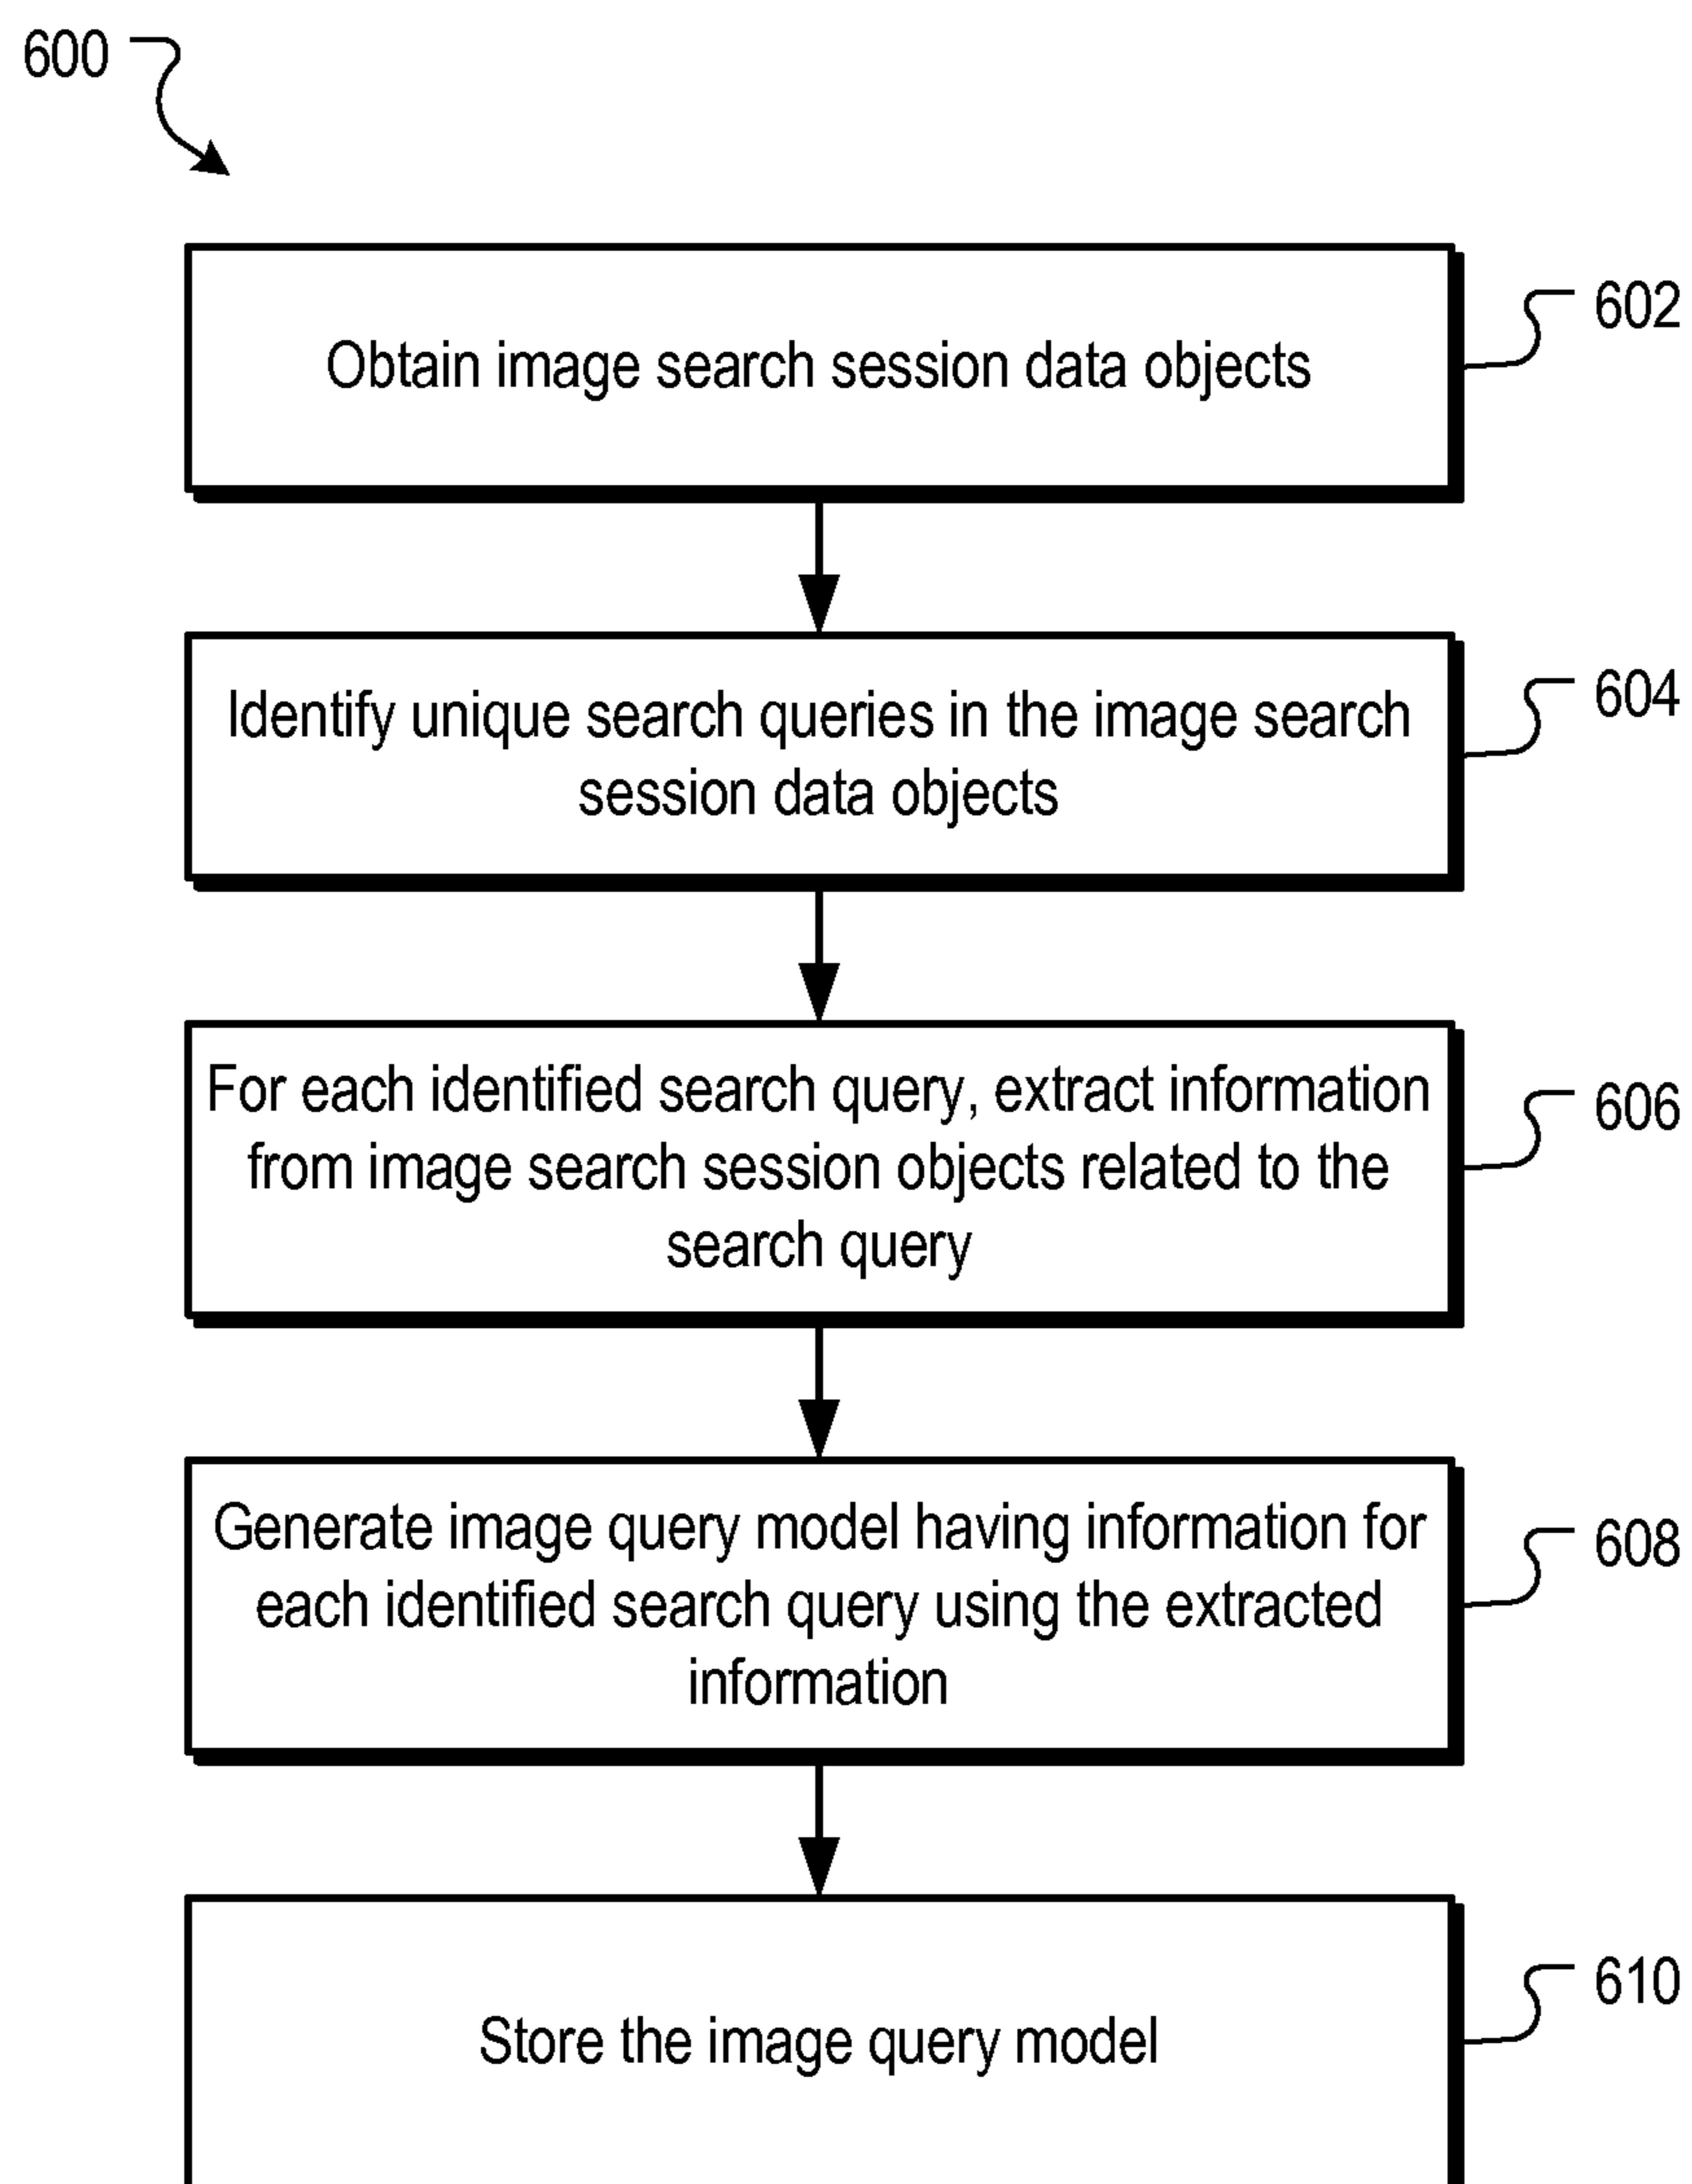 600
Obtain image search session data objects
602
Identify unique search queries in the image search
session data objects
604
For each identified search query, extract information
from image search session objects related to the
search query
606
Generate image query model having information for
each identified search query using the extracted
information
608
Store the image query model
610